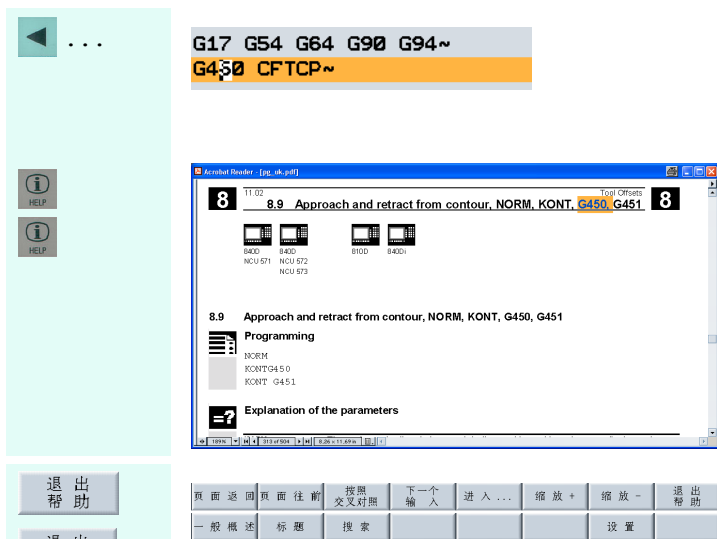 ...
G17 G54 G64 G90 G94~
G450 CFTCP~
HELP
HELP
Acrobat Reader - [pg_uk.pdf]
8
11.02
Tool Offsets
8.9 Approach and retract from contour, NORM, KONT, G450, G451
8
840D
NCU 571
840D
NCU 572
NCU 573
810D
840Di
8.9 Approach and retract from contour, NORM, KONT, G450, G451
Programming
NORM
KONTG450
KONT G451
=?
Explanation of the parameters
189% 313 of 504 8,26 x 11,69 in
退出
帮助
页面返回 页面往前 按照交叉对照 下一个输入 进入... 缩放+ 缩放- 退出帮助
一般概述 标题 搜索 设置